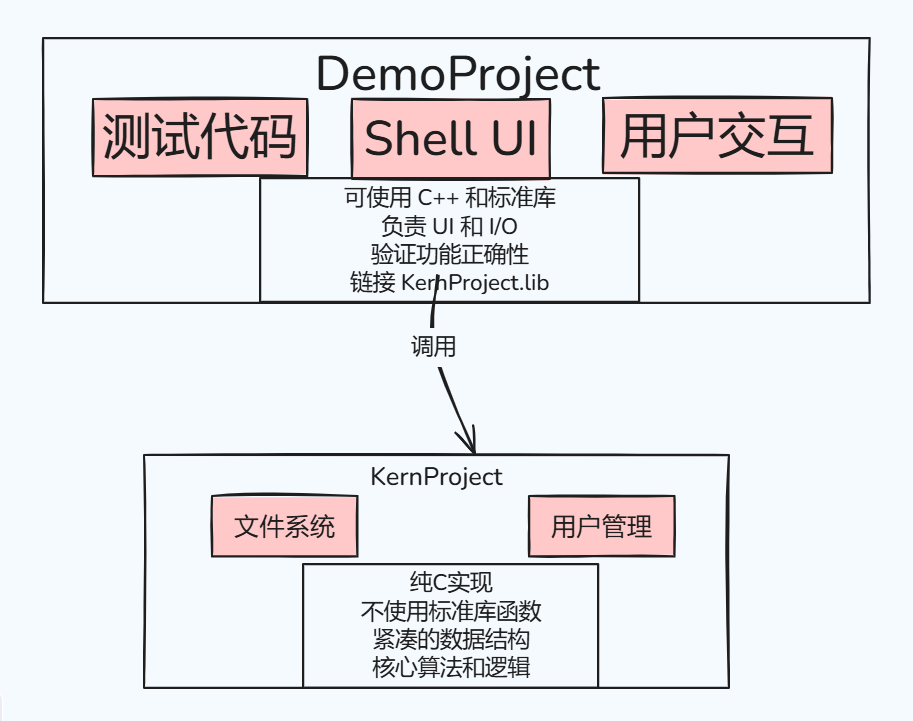 DemoProject
测试代码
Shell UI
用户交互
可使用 C++ 和标准库
负责 UI 和 I/O
验证功能正确性
链接 KernProject.lib
调用
KernProject
文件系统
用户管理
纯C实现
不使用标准库函数
紧凑的数据结构
核心算法和逻辑